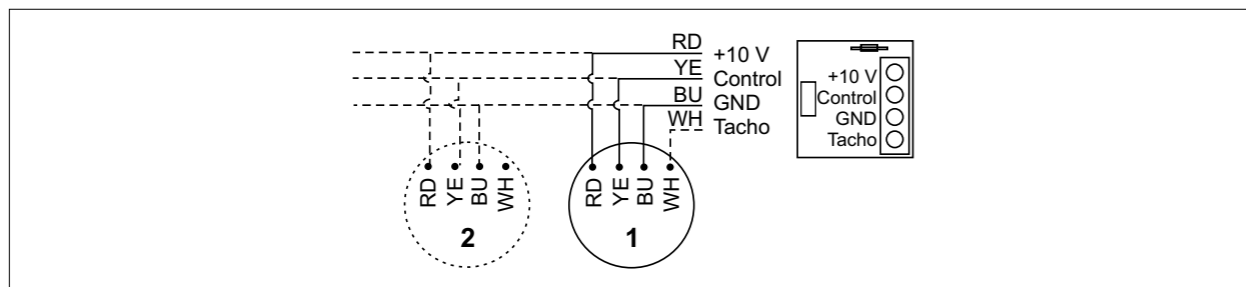 RD +10 V
YE Control
BU GND
WH Tacho
+10 V
Control
GND
Tacho
RD YE BU WH
2
RD YE BU WH
1